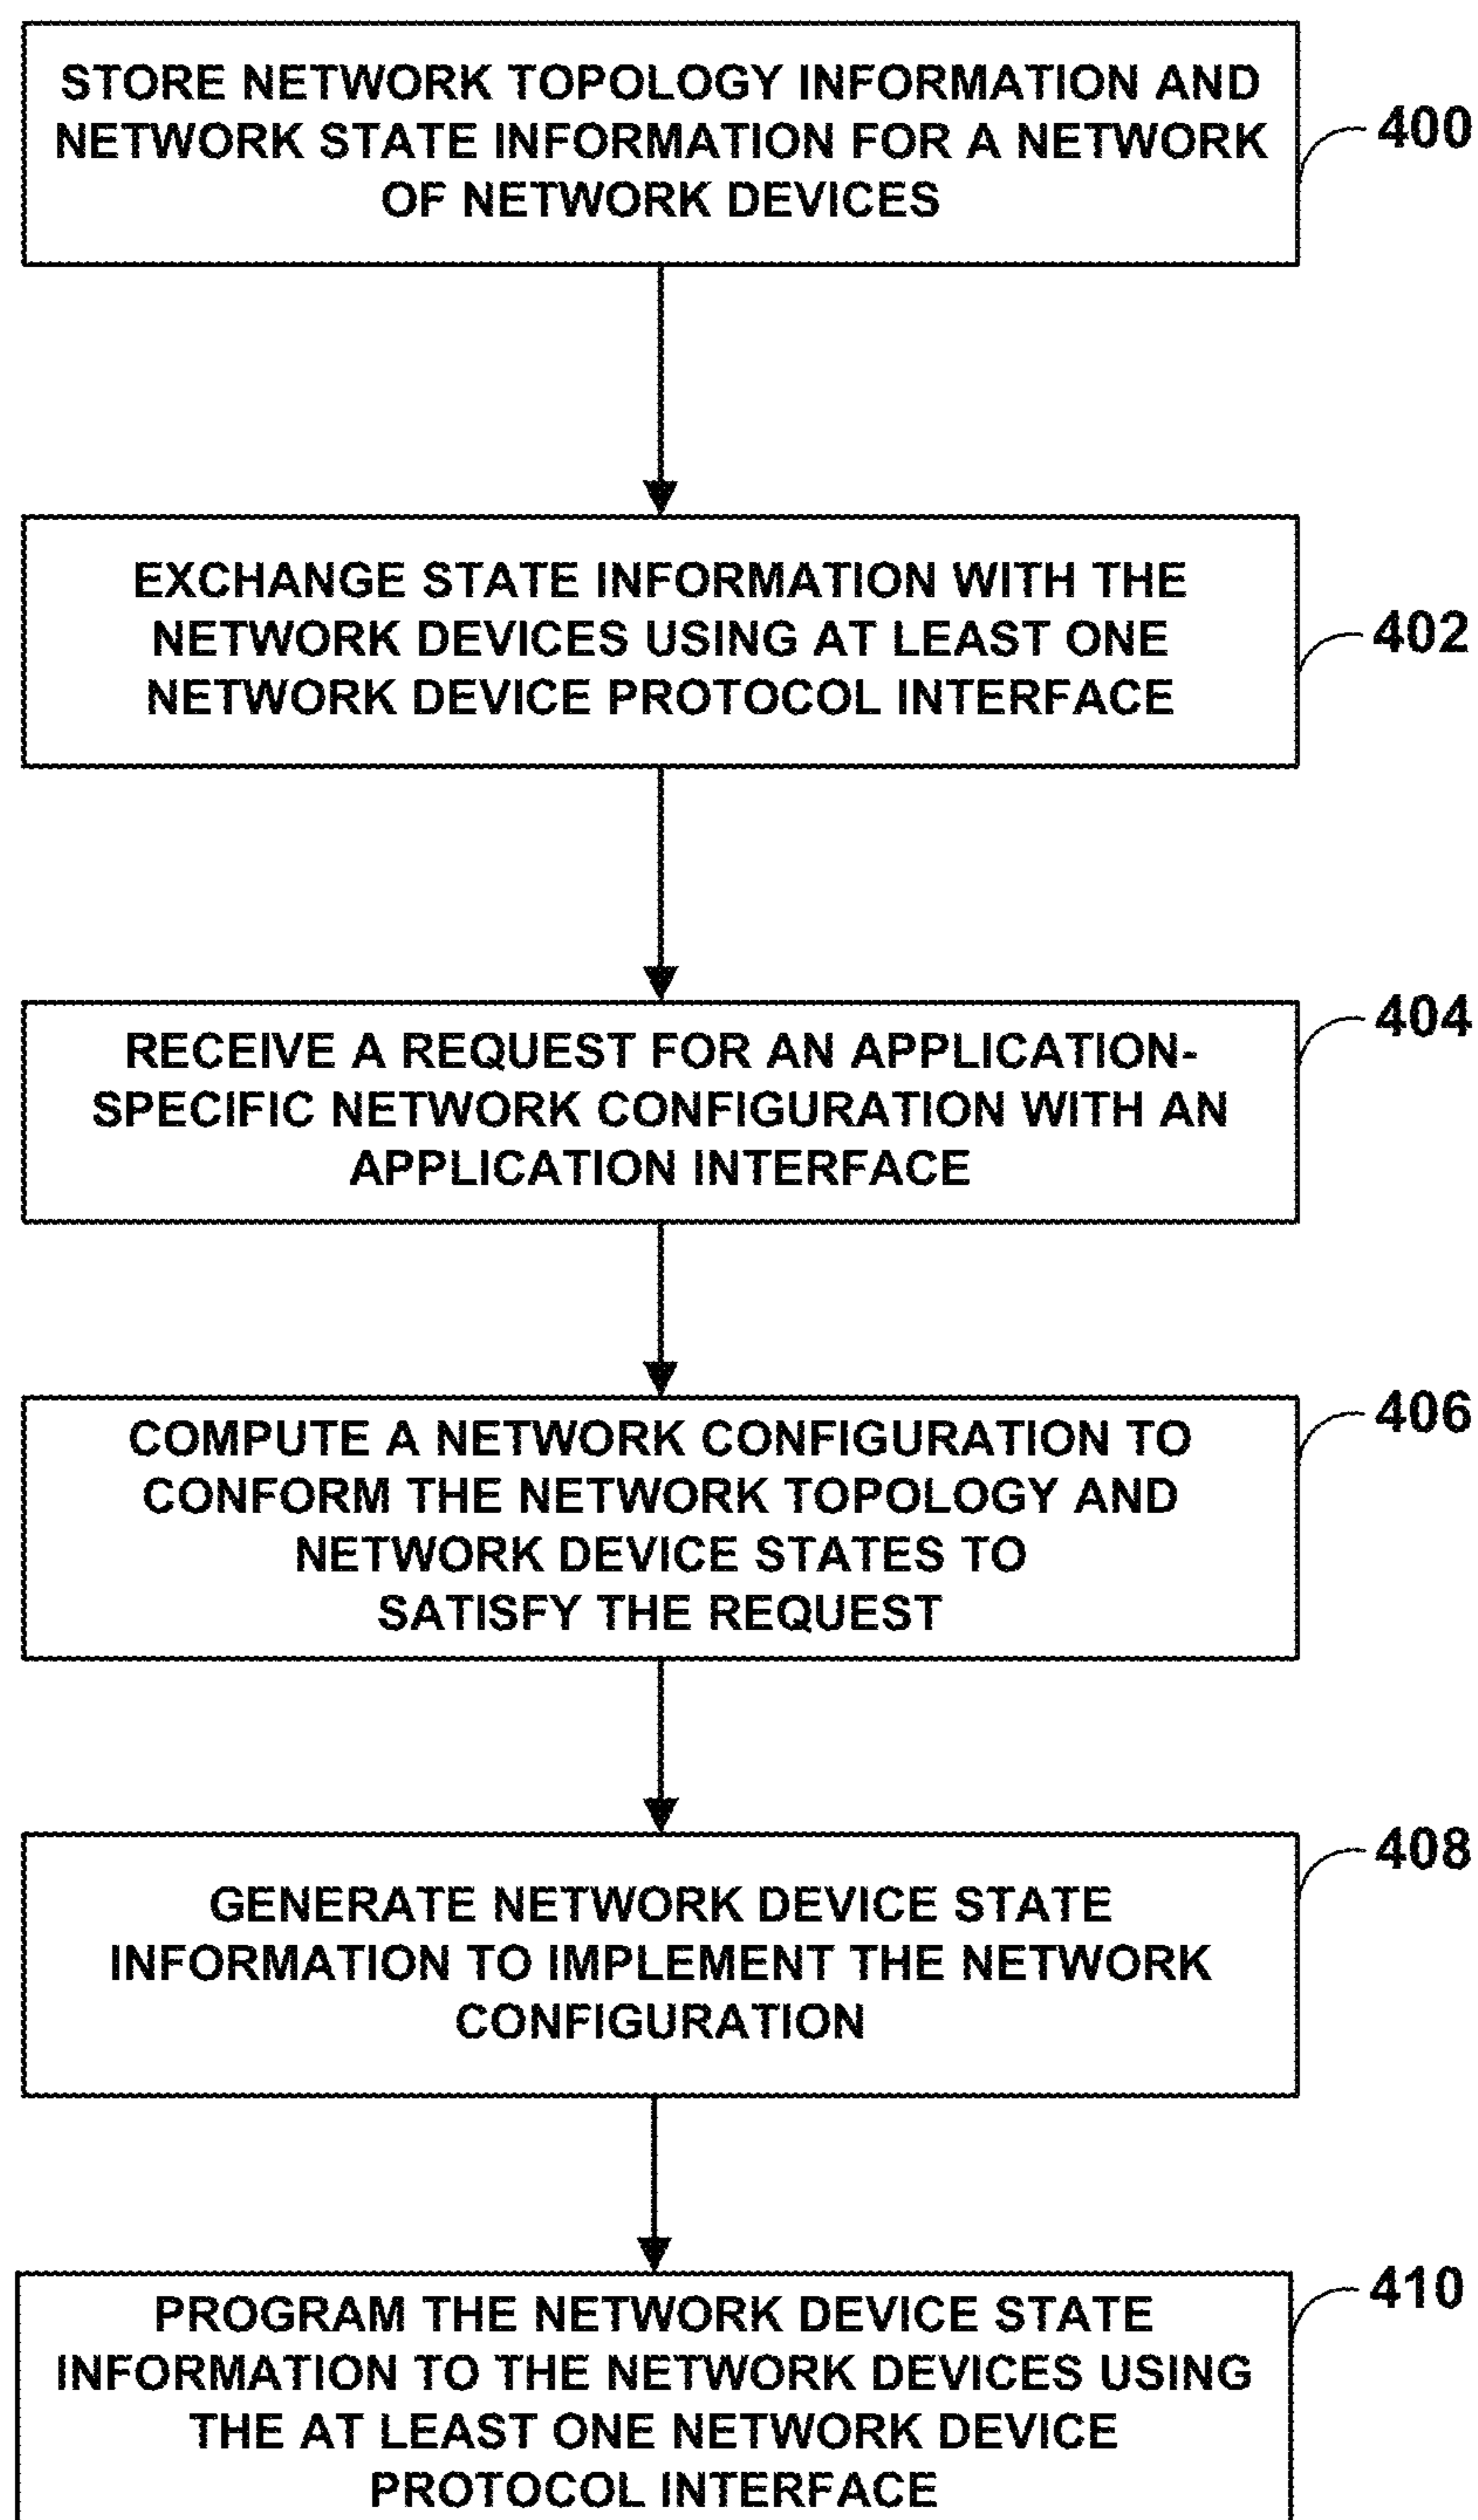 STORE NETWORK TOPOLOGY INFORMATION AND
NETWORK STATE INFORMATION FOR A NETWORK
OF NETWORK DEVICES
400
EXCHANGE STATE INFORMATION WITH THE
NETWORK DEVICES USING AT LEAST ONE
NETWORK DEVICE PROTOCOL INTERFACE
402
RECEIVE A REQUEST FOR AN APPLICATION-
SPECIFIC NETWORK CONFIGURATION WITH AN
APPLICATION INTERFACE
404
COMPUTE A NETWORK CONFIGURATION TO
CONFORM THE NETWORK TOPOLOGY AND
NETWORK DEVICE STATES TO
SATISFY THE REQUEST
406
GENERATE NETWORK DEVICE STATE
INFORMATION TO IMPLEMENT THE NETWORK
CONFIGURATION
408
PROGRAM THE NETWORK DEVICE STATE
INFORMATION TO THE NETWORK DEVICES USING
THE AT LEAST ONE NETWORK DEVICE
PROTOCOL INTERFACE
410